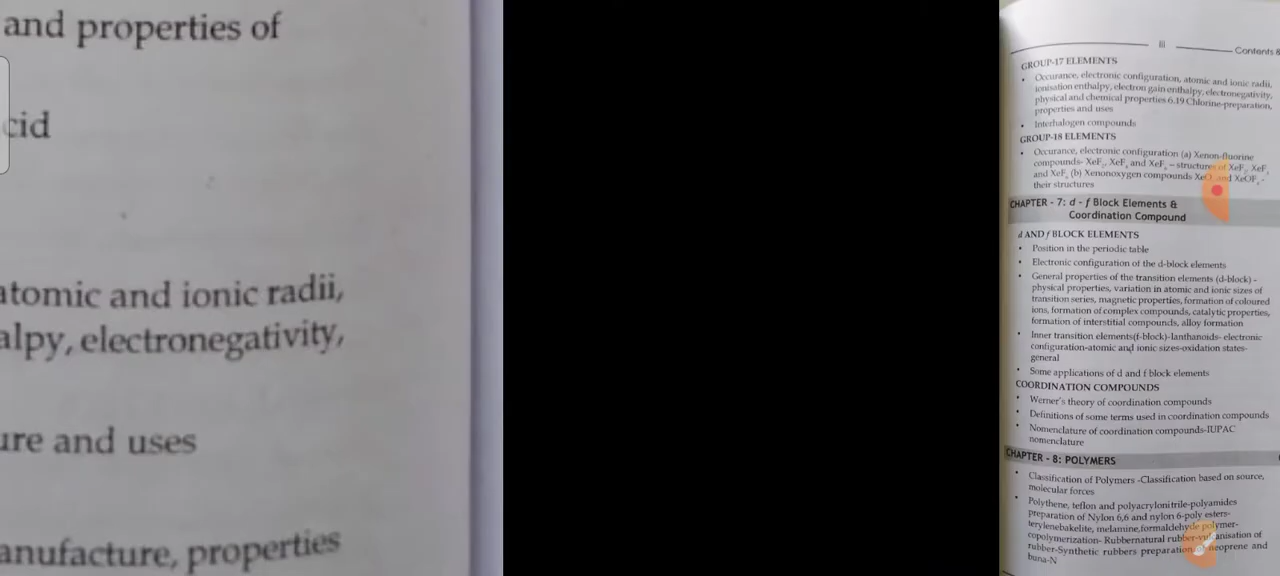 and properties of
cid
atomic and ionic radii,
alpy, electronegativity,
ure and uses
anufacture, properties
iii
Contents &
GROUP-17 ELEMENTS
• Occurance, electronic configuration, atomic and ionic radii,
ionisation enthalpy, electron gain enthalpy, electronegativity,
physical and chemical properties 6.19 Chlorine-preparation,
properties and uses
• Interhalogen compounds
GROUP-18 ELEMENTS
• Occurance, electronic configuration (a) Xenon-fluorine
compounds- XeF₂, XeF₄ and XeF₆ – structures of XeF₂, XeF₄
and XeF₆ (b) Xenonoxygen compounds XeO₃ and XeOF₄ -
their structures
CHAPTER - 7: d - f Block Elements &
Coordination Compound
d AND f BLOCK ELEMENTS
• Position in the periodic table
• Electronic configuration of the d-block elements
• General properties of the transition elements (d-block) -
physical properties, variation in atomic and ionic sizes of
transition series, magnetic properties, formation of coloured
ions, formation of complex compounds, catalytic properties,
formation of interstitial compounds, alloy formation
• Inner transition elements(f-block)-lanthanoids- electronic
configuration-atomic and ionic sizes-oxidation states-
general
• Some applications of d and f block elements
COORDINATION COMPOUNDS
• Werner's theory of coordination compounds
• Definitions of some terms used in coordination compounds
• Nomenclature of coordination compounds-IUPAC
nomenclature
CHAPTER - 8: POLYMERS
• Classification of Polymers -Classification based on source,
molecular forces
• Polythene, teflon and polyacrylonitrile-polyamides
preparation of Nylon 6,6 and nylon 6-poly esters-
terylenebakelite, melamine,formaldehyde polymer-
copolymerization- Rubbernatural rubber-vulcanisation of
rubber-Synthetic rubbers preparation of neoprene and
buna-N